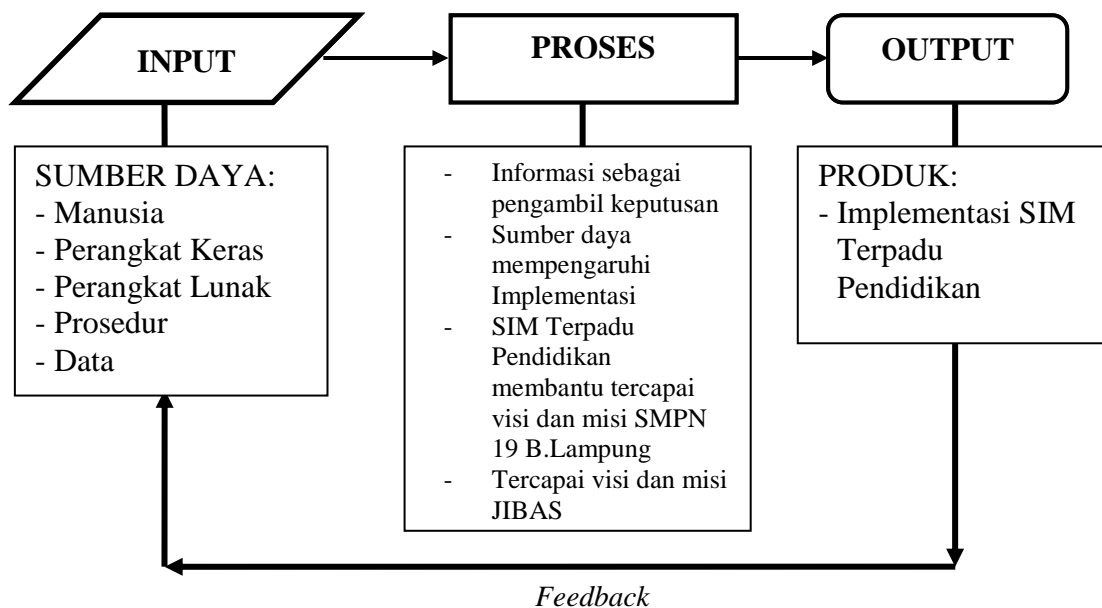 INPUT
PROSES
OUTPUT
SUMBER DAYA:
- Manusia
- Perangkat Keras
- Perangkat Lunak
- Prosedur
- Data
- Informasi sebagai
pengambil keputusan
- Sumber daya
mempengaruhi
Implementasi
- SIM Terpadu
Pendidikan
membantu tercapai
visi dan misi SMPN
19 B.Lampung
- Tercapai visi dan misi
JIBAS
PRODUK:
- Implementasi SIM
Terpadu
Pendidikan
Feedback